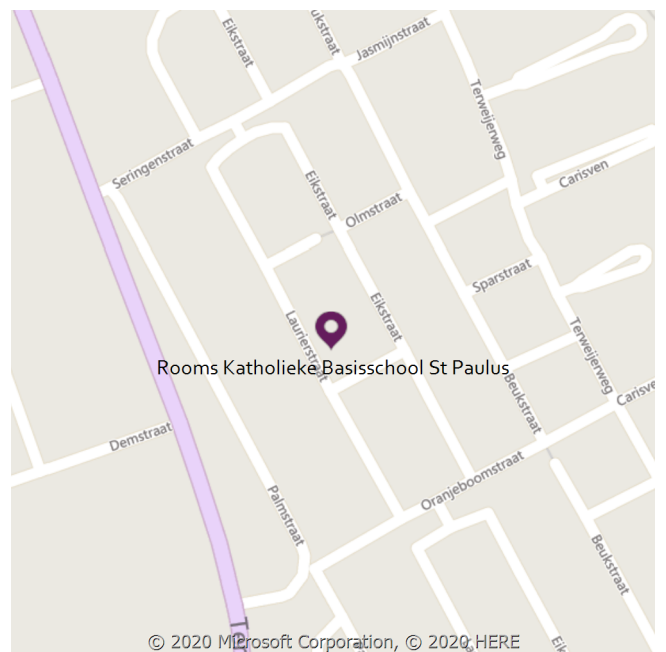 Eikstraat
Beukstraat
Jasmijnstraat
Terweijerweg
Seringenstraat
Carisven
Eikstraat
Olmstraat
Sparstraat
Laurierstraat
Eikstraat
Terweijerweg
Rooms Katholieke Basisschool St Paulus
Beukstraat
Demstraat
Oranjeboomstraat
Palmstraat
Beukstraat
© 2020 Microsoft Corporation, © 2020 HERE